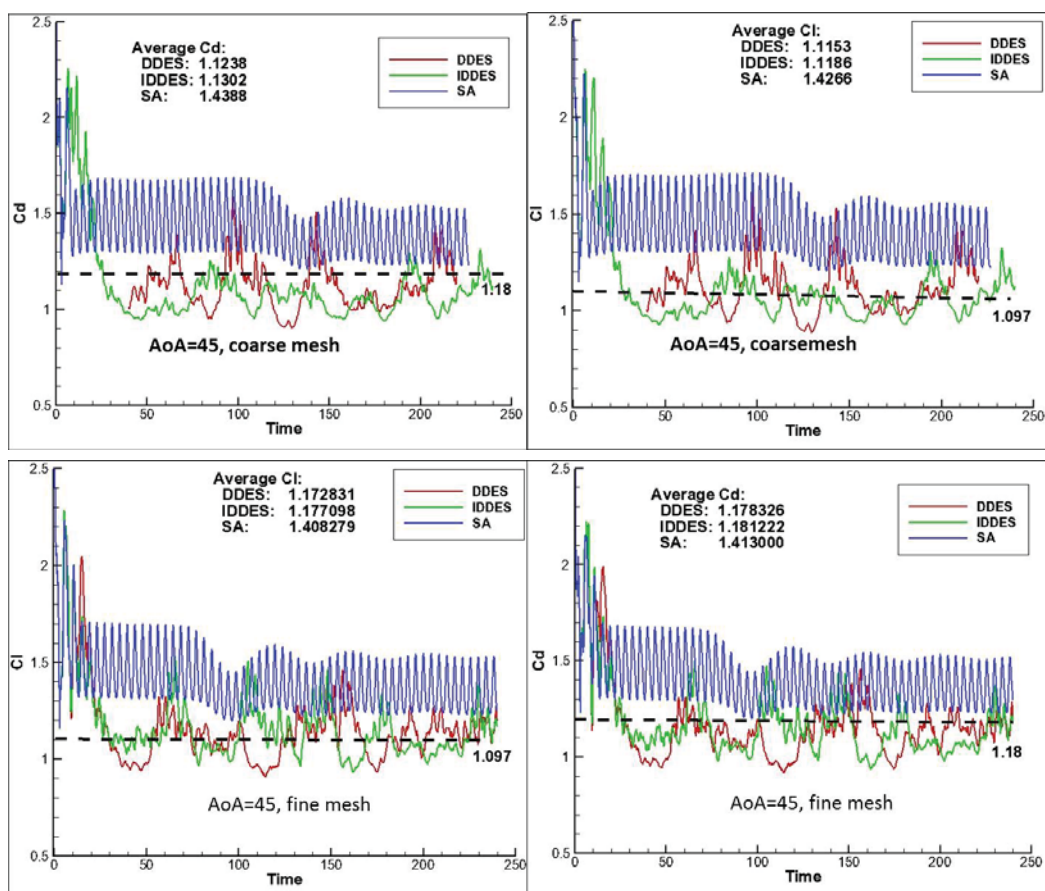 2.5
2
1.5
1
0.5
Cd
Average Cd:
DDES: 1.1238
IDDES: 1.1302
SA: 1.4388
DDES
IDDES
SA
1.18
AoA=45, coarse mesh
0
50
100
150
200
250
Time
2.5
2
1.5
1
0.5
Cl
Average Cl:
DDES: 1.1153
IDDES: 1.1186
SA: 1.4266
DDES
IDDES
SA
1.097
AoA=45, coarsemesh
0
50
100
150
200
250
Time
2.5
2
1.5
1
0.5
Cl
Average Cl:
DDES: 1.172831
IDDES: 1.177098
SA: 1.408279
DDES
IDDES
SA
1.097
AoA=45, fine mesh
0
50
100
150
200
250
Time
2.5
2
1.5
1
0.5
Cd
Average Cd:
DDES: 1.178326
IDDES: 1.181222
SA: 1.413000
DDES
IDDES
SA
1.18
AoA=45, fine mesh
0
50
100
150
200
250
Time